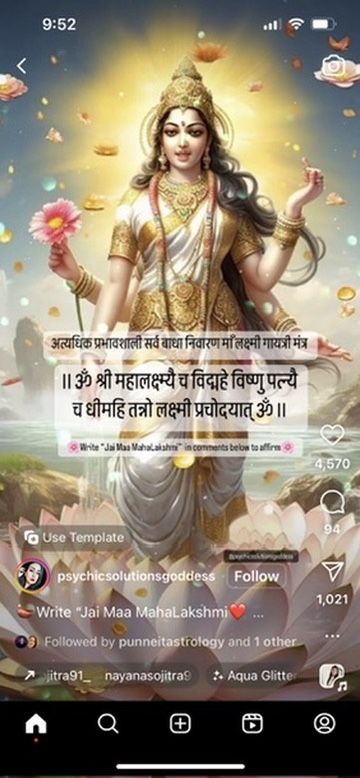 9:52
अत्यधिक प्रभावशाली सर्व बाधा निवारण माँ लक्ष्मी गायत्री मंत्र
॥ ॐ श्री महालक्ष्म्यै च विद्महे विष्णु पत्न्यै
च धीमहि तन्नो लक्ष्मी प्रचोदयात् ॐ ॥
🌸 Write "Jai Maa MahaLakshmi" in comments below to affirm 🌸
4,570
94
Use Template
@psychicsolutionsgoddess
psychicsolutionsgoddess
Follow
1,021
Write "Jai Maa MahaLakshmi❤️ ...
Followed by punneitastrology and 1 other
jitra91_ nayanasojitra9
Aqua Glitte